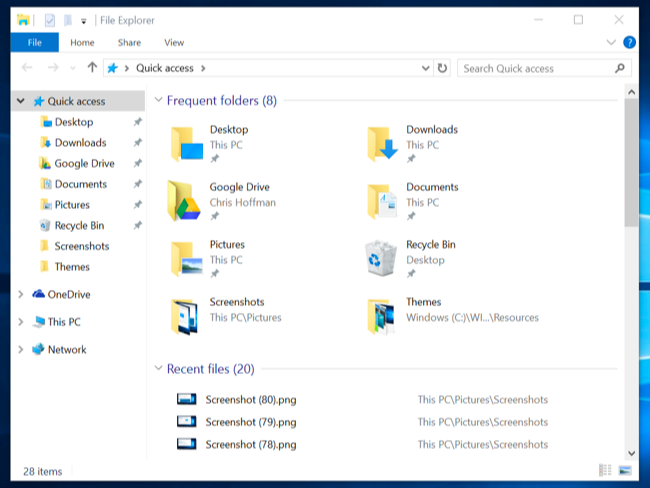 File Explorer
File Home Share View
Quick access
Search Quick access
Quick access
Desktop
Downloads
Google Drive
Documents
Pictures
Recycle Bin
Screenshots
Themes
OneDrive
This PC
Network
Frequent folders (8)
Desktop
This PC
Downloads
This PC
Google Drive
Chris Hoffman
Documents
This PC
Pictures
This PC
Recycle Bin
Desktop
Screenshots
This PC\Pictures
Themes
Windows (C:)\WI...\Resources
Recent files (20)
Screenshot (80).png This PC\Pictures\Screenshots
Screenshot (79).png This PC\Pictures\Screenshots
Screenshot (78).png This PC\Pictures\Screenshots
28 items